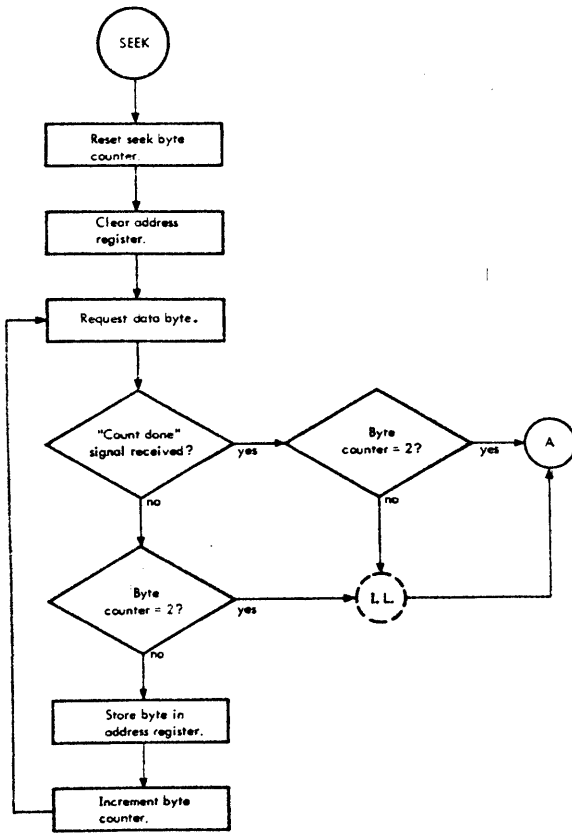 SEEK
Reset seek byte
counter.
Clear address
register.
Request data byte.
"Count done"
signal received?
yes
Byte
counter = 2?
yes
A
no
no
Byte
counter = 2?
yes
I. L.
no
Store byte in
address register.
Increment byte
counter.